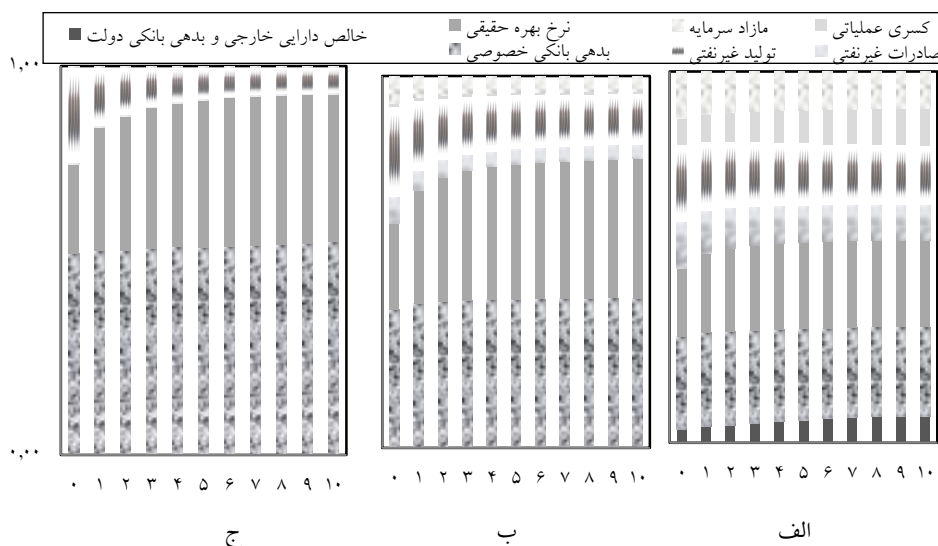 کسری عملیاتی مازاد سرمایه نرخ بهره حقیقی خالص دارایی خارجی و بدهی بانکی دولت
صادرات غیرنفتی تولید غیرنفتی بدهی بانکی خصوصی
۱,۰۰
۰,۰۰
۰ ۱ ۲ ۳ ۴ ۵ ۶ ۷ ۸ ۹ ۱۰
۰ ۱ ۲ ۳ ۴ ۵ ۶ ۷ ۸ ۹ ۱۰
۰ ۱ ۲ ۳ ۴ ۵ ۶ ۷ ۸ ۹ ۱۰
الف
ب
ج